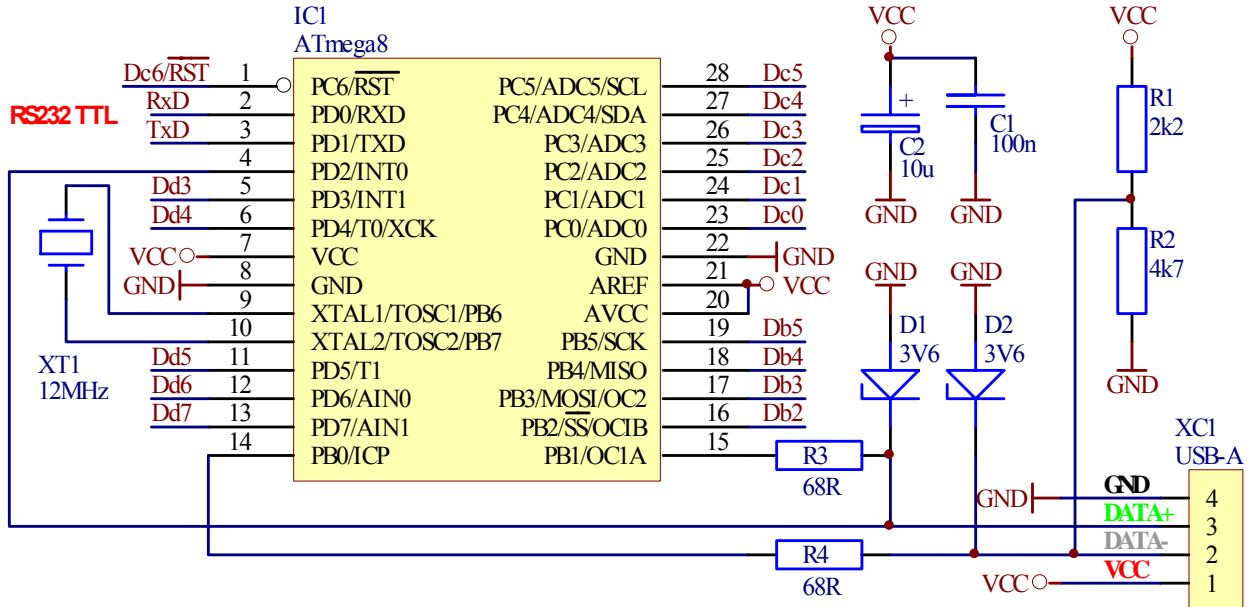 IC1
ATmega8
RS232 TTL
Dc6/RST
RxD
TxD
Dd3
Dd4
VCC
GND
Dd5
Dd6
Dd7
1
2
3
4
5
6
7
8
9
10
11
12
13
14
PC6/RST
PD0/RXD
PD1/TXD
PD2/INT0
PD3/INT1
PD4/T0/XCK
VCC
GND
XTAL1/TOSC1/PB6
XTAL2/TOSC2/PB7
PD5/T1
PD6/AIN0
PD7/AIN1
PB0/ICP
PC5/ADC5/SCL
PC4/ADC4/SDA
PC3/ADC3
PC2/ADC2
PC1/ADC1
PC0/ADC0
GND
AREF
AVCC
PB5/SCK
PB4/MISO
PB3/MOSI/OC2
PB2/SS/OC1B
PB1/OC1A
28
27
26
25
24
23
22
21
20
19
18
17
16
15
Dc5
Dc4
Dc3
Dc2
Dc1
Dc0
GND
VCC
Db5
Db4
Db3
Db2
XT1
12MHz
VCC
+
C2
10u
C1
100n
GND
GND
GND
GND
D1
3V6
D2
3V6
VCC
R1
2k2
R2
4k7
GND
R3
68R
R4
68R
XC1
USB-A
GND
GND
4
DATA+
3
DATA-
2
VCC
VCC
1